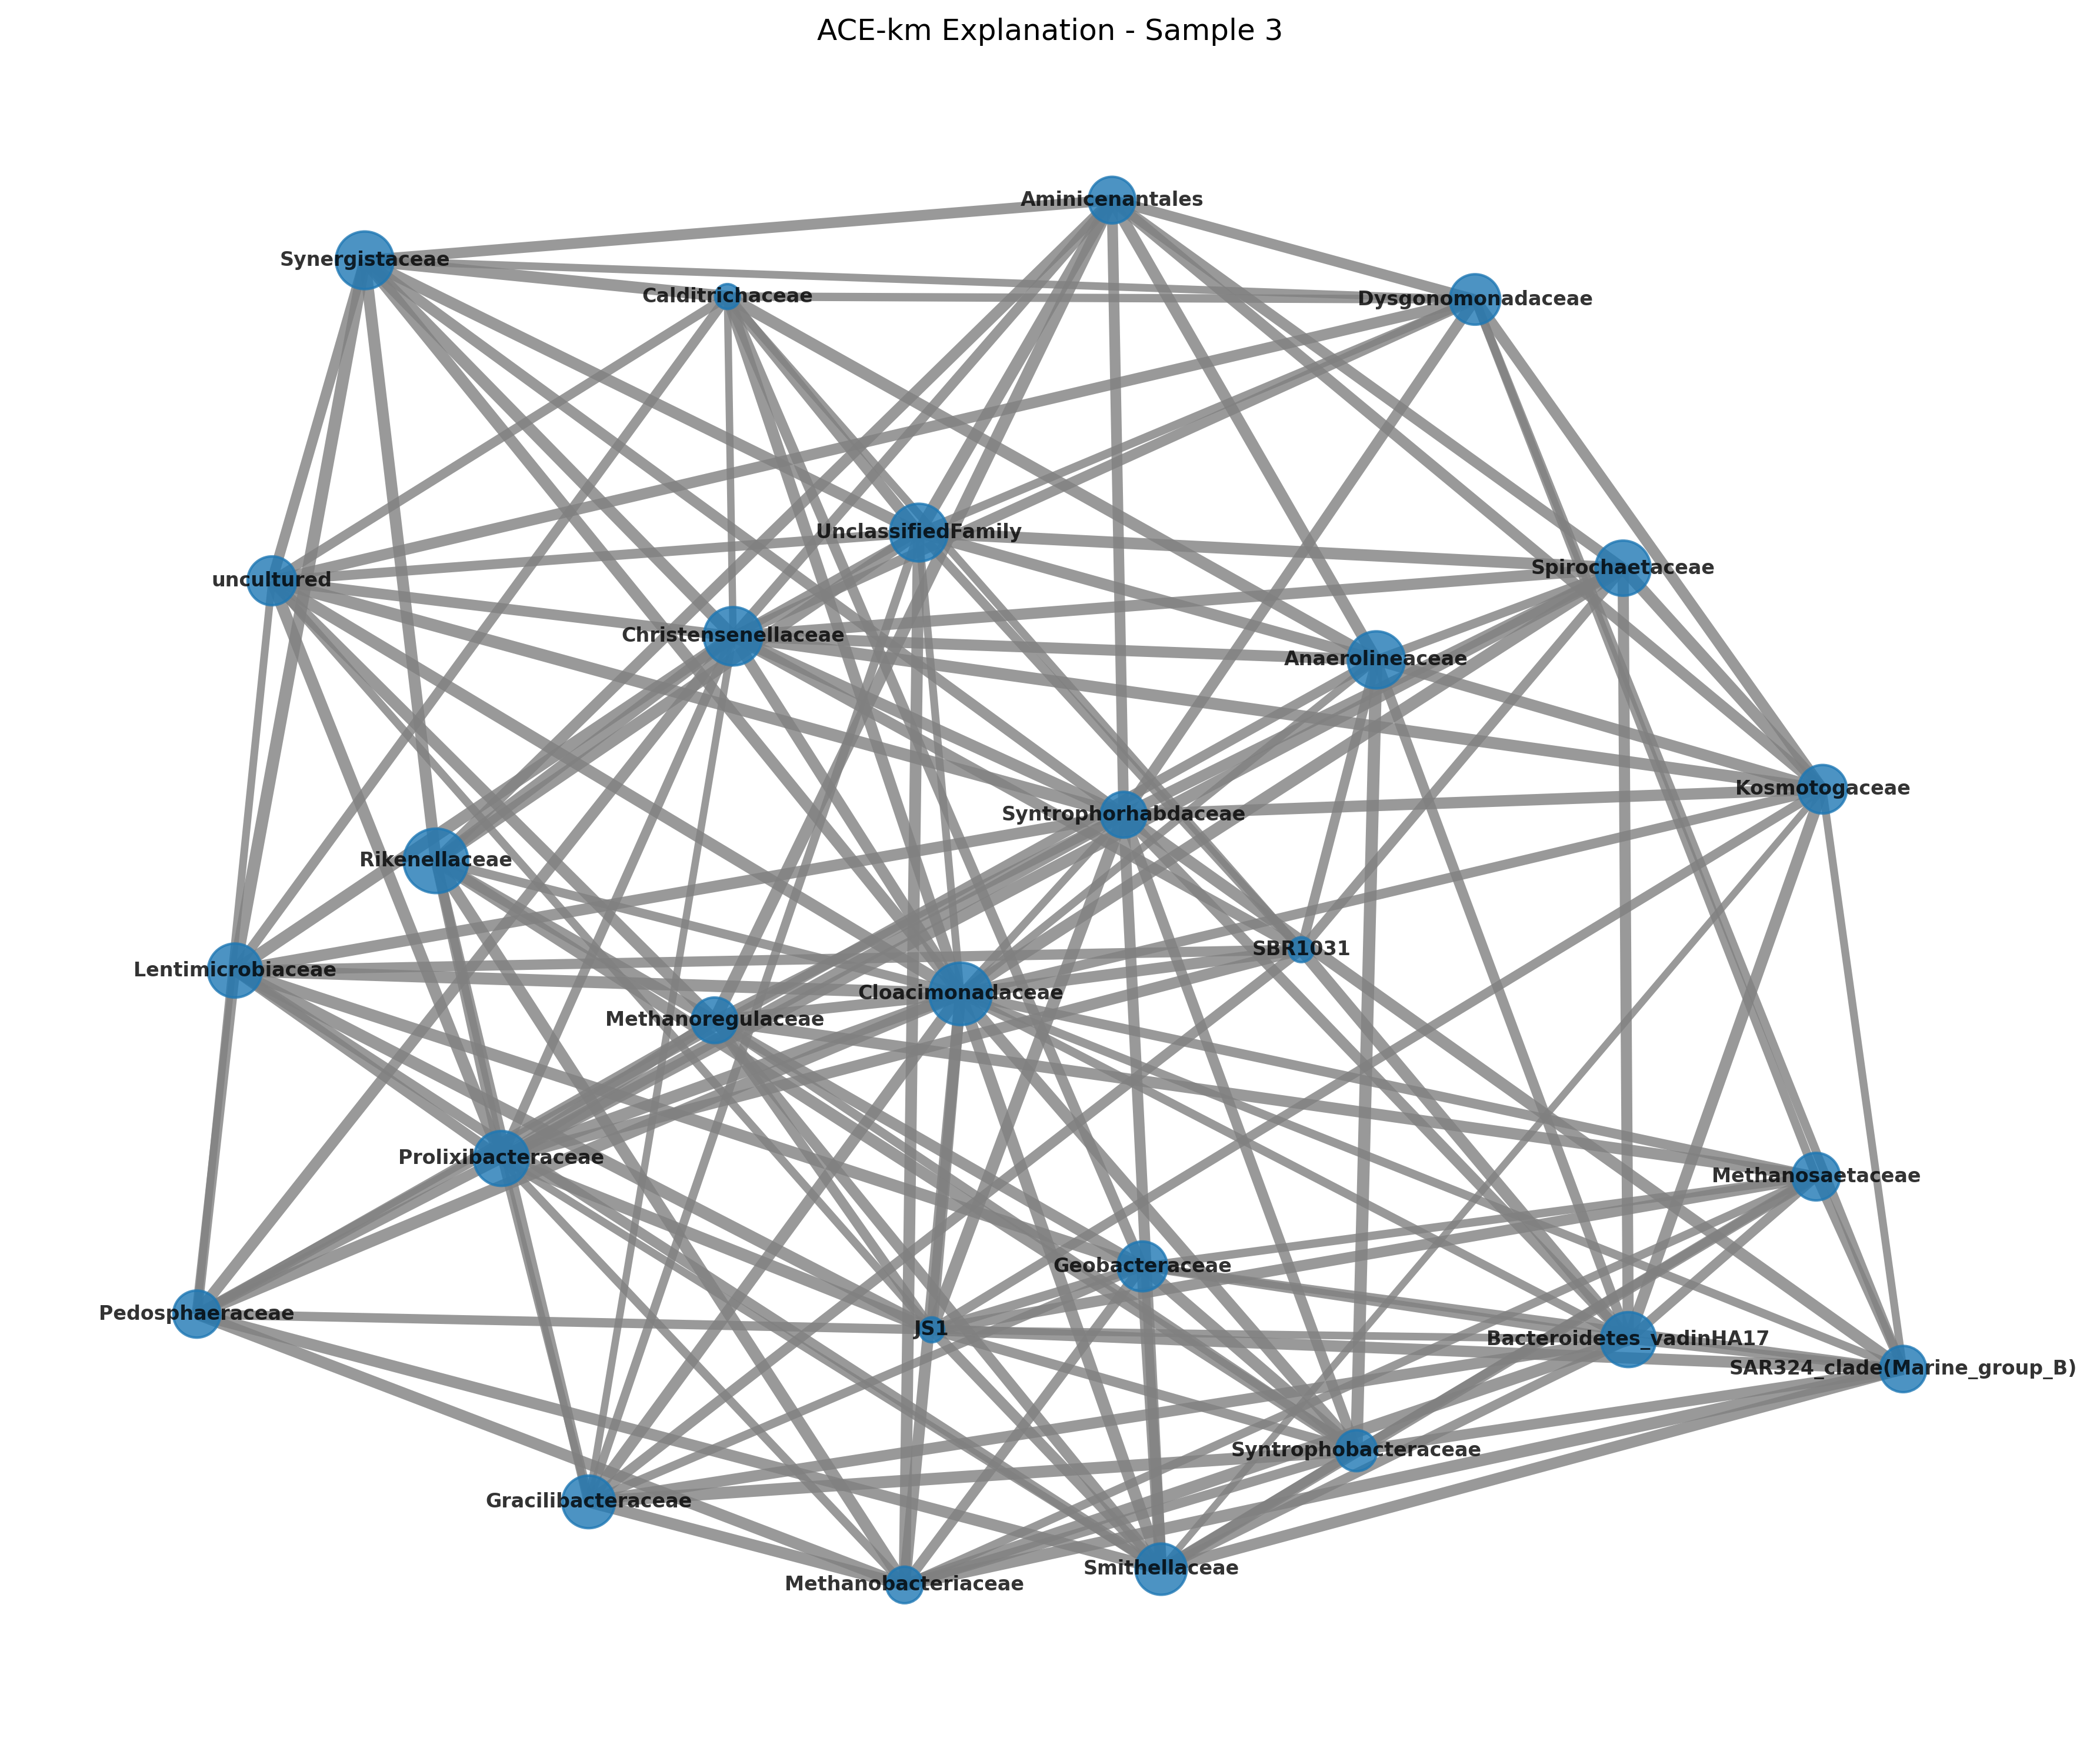 ACE-km Explanation - Sample 3
Aminicenantales
Synergistaceae
Calditrichaceae
Dysgonomonadaceae
UnclassifiedFamily
Spirochaetaceae
uncultured
Christensenellaceae
Anaerolineaceae
Kosmotogaceae
Syntrophorhabdaceae
Rikenellaceae
SBR1031
Lentimicrobiaceae
Cloacimonadaceae
Methanoregulaceae
Prolixibacteraceae
Methanosaetaceae
Geobacteraceae
Pedosphaeraceae
JS1
Bacteroidetes_vadinHA17
SAR324_clade(Marine_group_B)
Syntrophobacteraceae
Gracilibacteraceae
Smithellaceae
Methanobacteriaceae